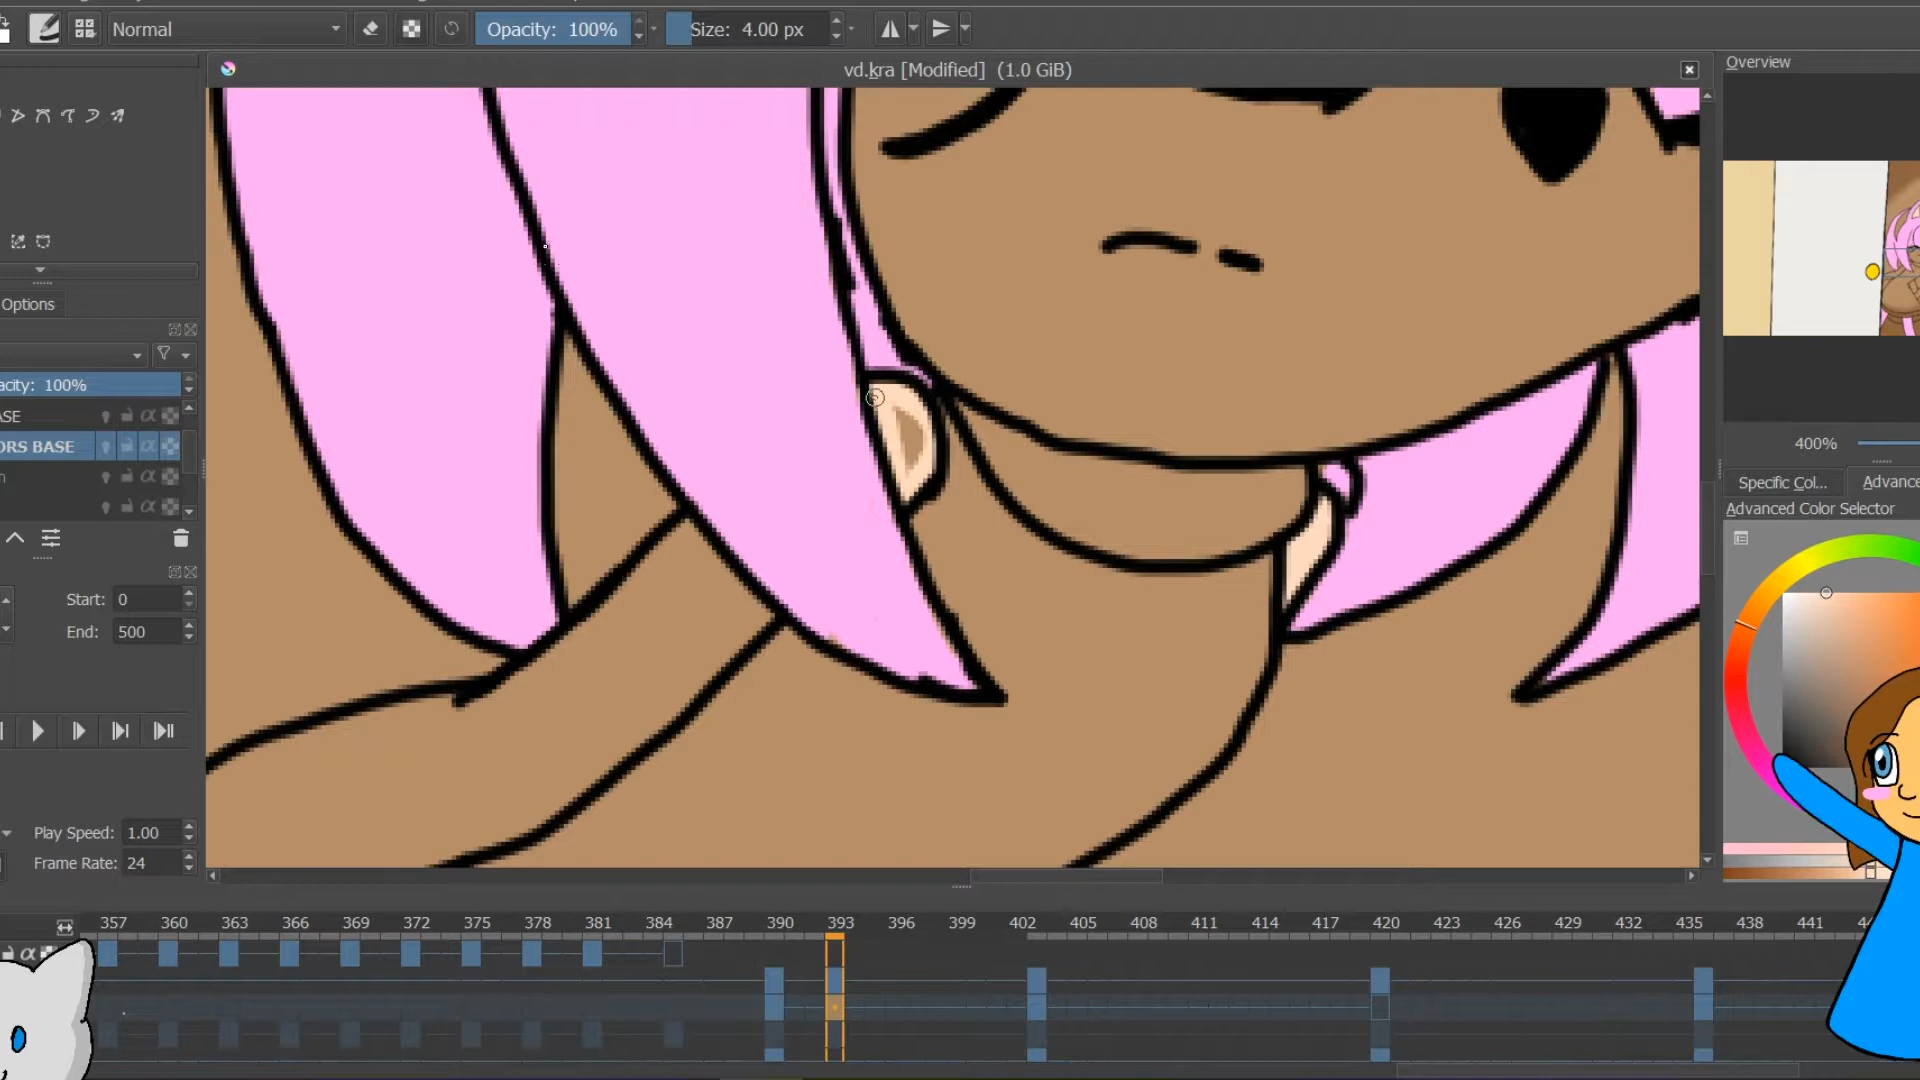 Normal
Opacity: 100%
Size: 4.00 px
vd.kra [Modified] (1.0 GiB)
Overview
Options
acity: 100%
ASE
ORS BASE
Start: 0
End: 500
Play Speed: 1.00
Frame Rate: 24
400%
Specific Col...
Advance
Advanced Color Selector
357 360 363 366 369 372 375 378 381 384 387 390 393 396 399 402 405 408 411 414 417 420 423 426 429 432 435 438 441